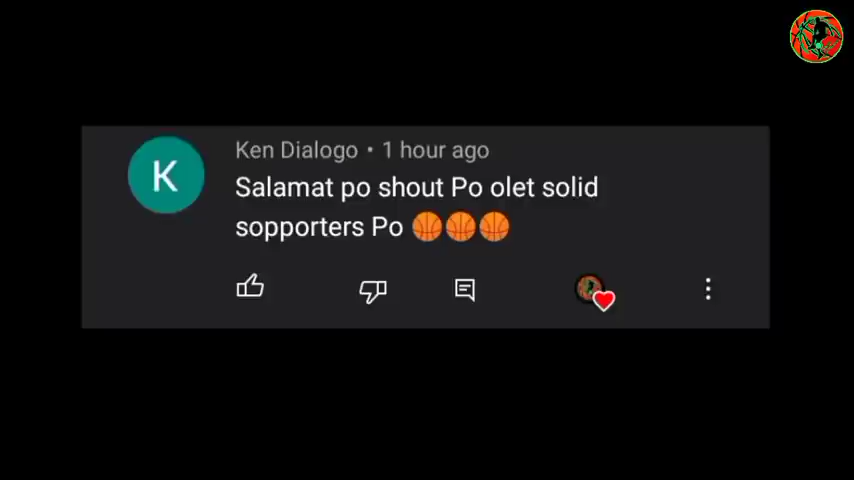 K
Ken Dialogo • 1 hour ago
Salamat po shout Po olet solid
sopporters Po 🏀🏀🏀